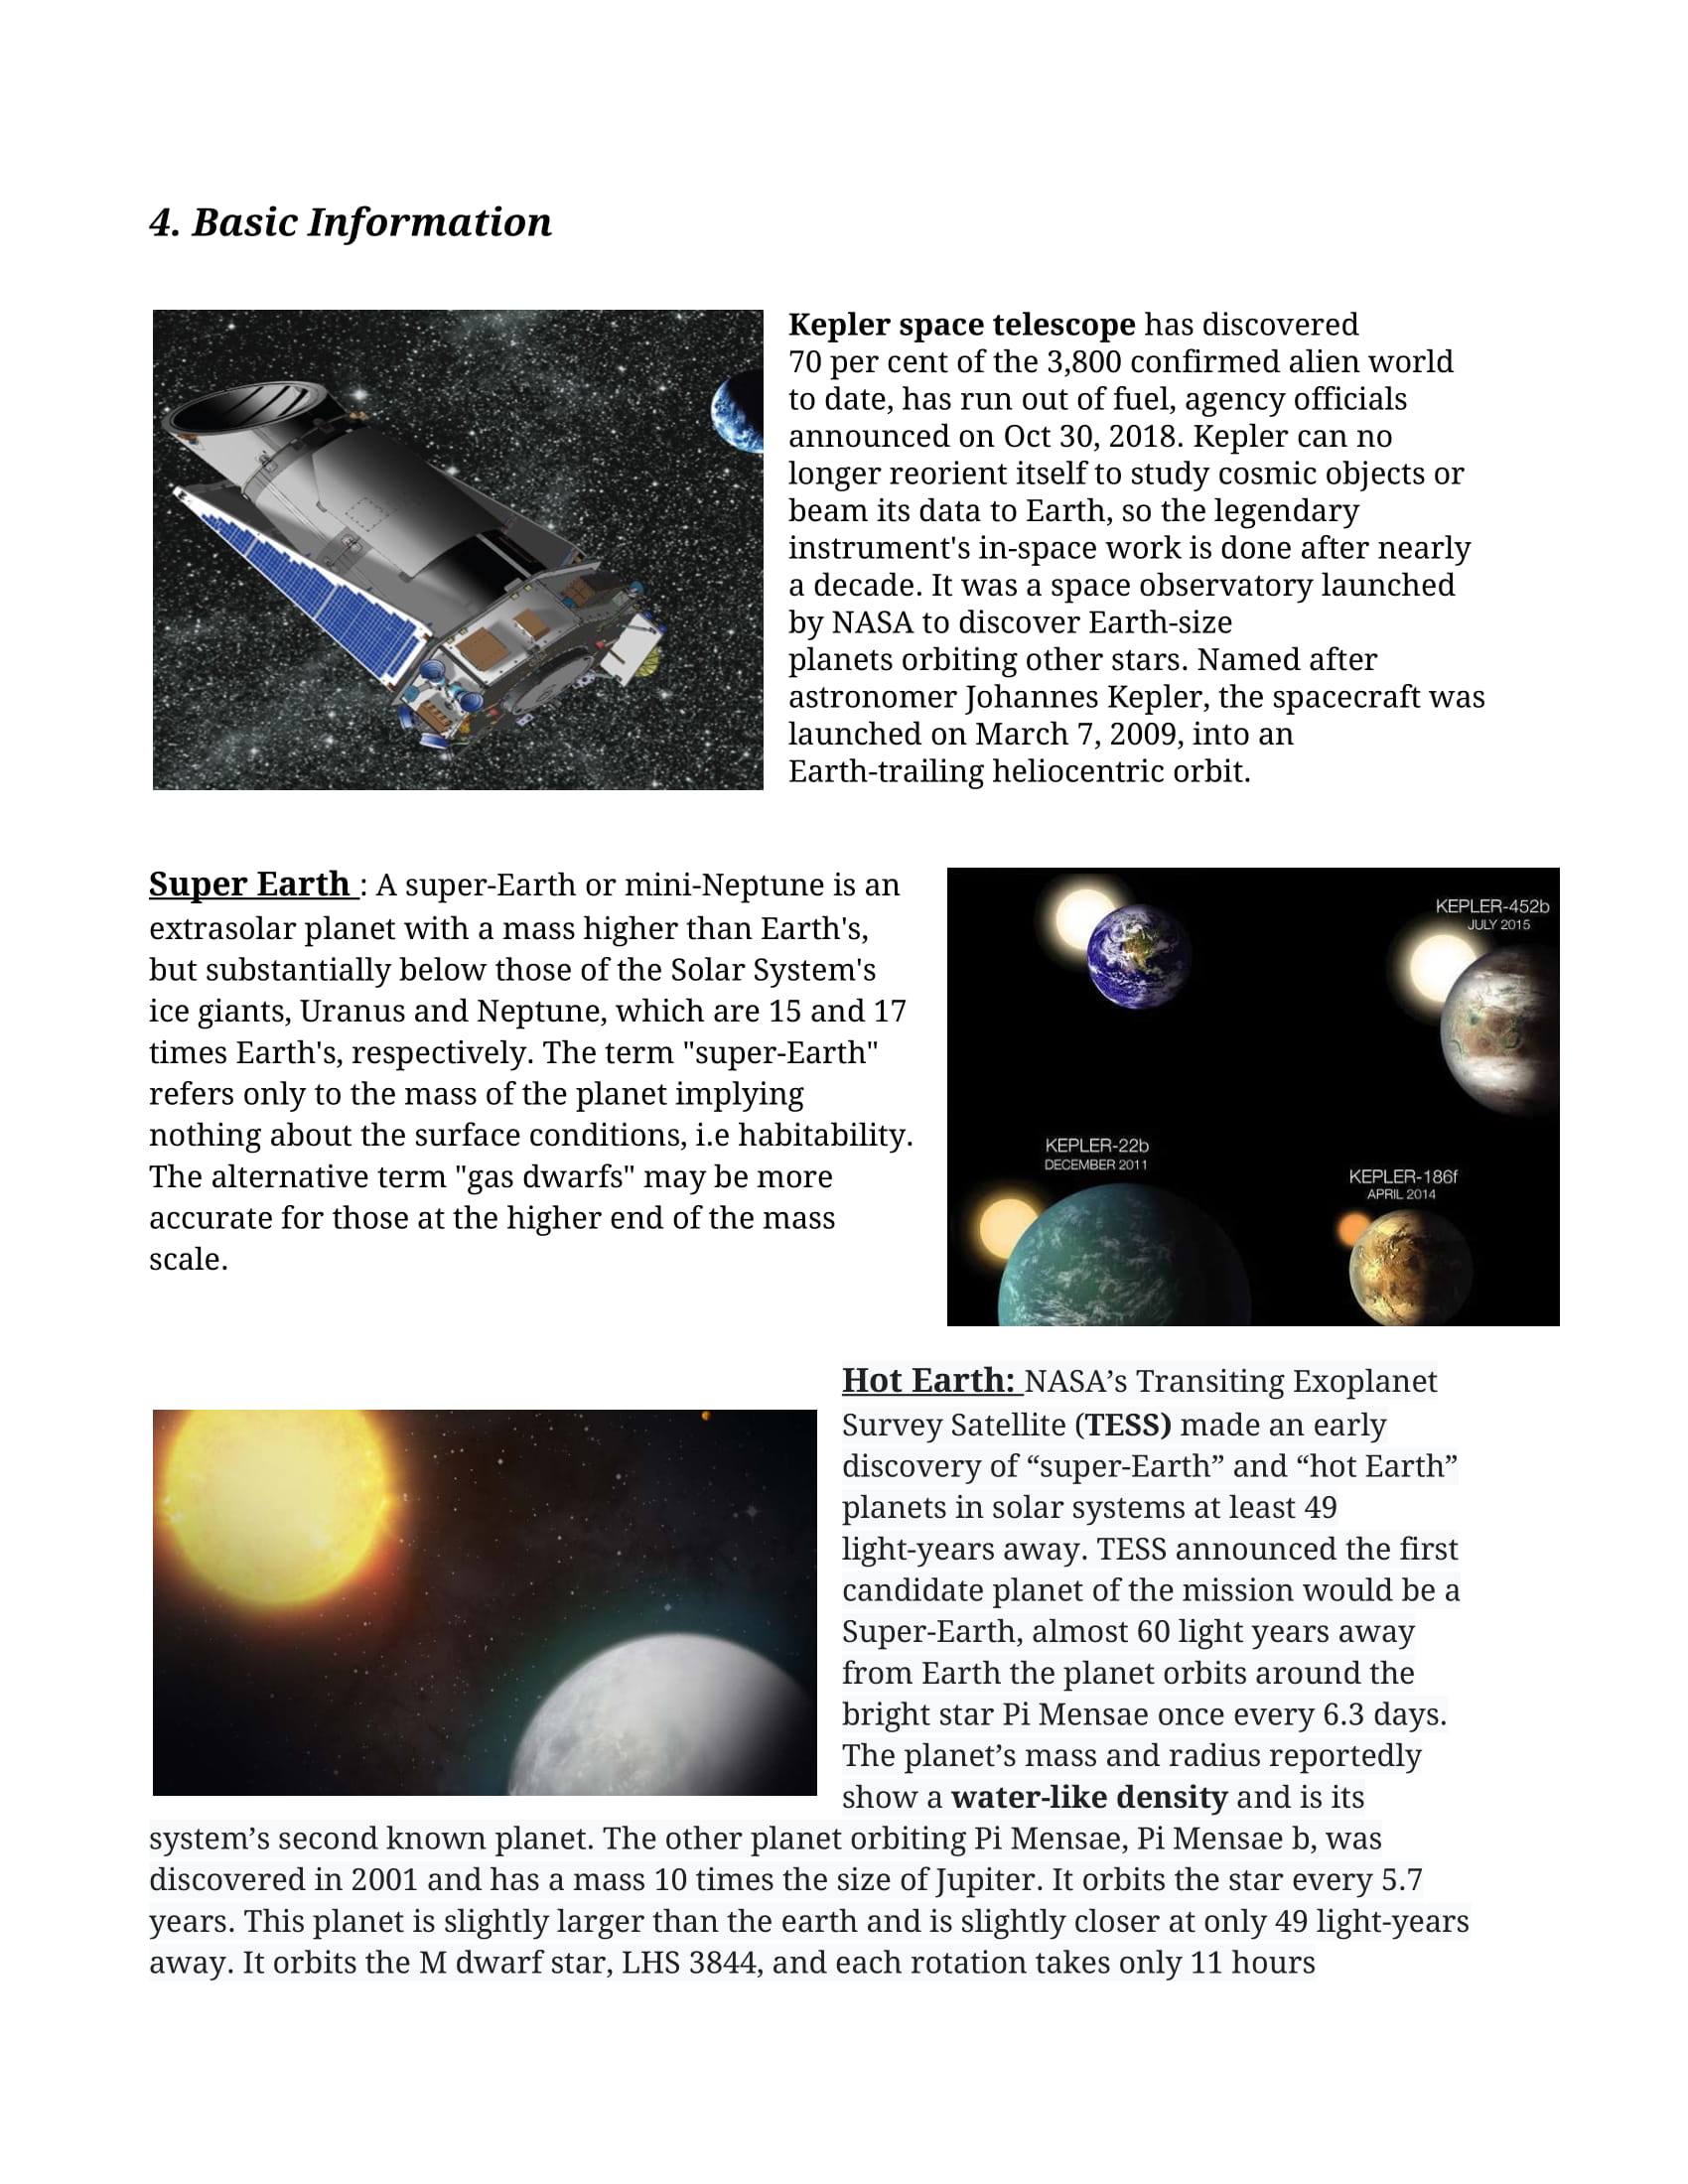 4. Basic Information
Kepler space telescope has discovered
70 per cent of the 3,800 confirmed alien world
to date, has run out of fuel, agency officials
announced on Oct 30, 2018. Kepler can no
longer reorient itself to study cosmic objects or
beam its data to Earth, so the legendary
instrument's in-space work is done after nearly
a decade. It was a space observatory launched
by NASA to discover Earth-size
planets orbiting other stars. Named after
astronomer Johannes Kepler, the spacecraft was
launched on March 7, 2009, into an
Earth-trailing heliocentric orbit.
Super Earth : A super-Earth or mini-Neptune is an
extrasolar planet with a mass higher than Earth's,
but substantially below those of the Solar System's
ice giants, Uranus and Neptune, which are 15 and 17
times Earth's, respectively. The term "super-Earth"
refers only to the mass of the planet implying
nothing about the surface conditions, i.e habitability.
The alternative term "gas dwarfs" may be more
accurate for those at the higher end of the mass
scale.
KEPLER-452b
JULY 2015
KEPLER-22b
DECEMBER 2011
KEPLER-186f
APRIL 2014
Hot Earth: NASA’s Transiting Exoplanet
Survey Satellite (TESS) made an early
discovery of “super-Earth” and “hot Earth”
planets in solar systems at least 49
light-years away. TESS announced the first
candidate planet of the mission would be a
Super-Earth, almost 60 light years away
from Earth the planet orbits around the
bright star Pi Mensae once every 6.3 days.
The planet’s mass and radius reportedly
show a water-like density and is its
system’s second known planet. The other planet orbiting Pi Mensae, Pi Mensae b, was
discovered in 2001 and has a mass 10 times the size of Jupiter. It orbits the star every 5.7
years. This planet is slightly larger than the earth and is slightly closer at only 49 light-years
away. It orbits the M dwarf star, LHS 3844, and each rotation takes only 11 hours